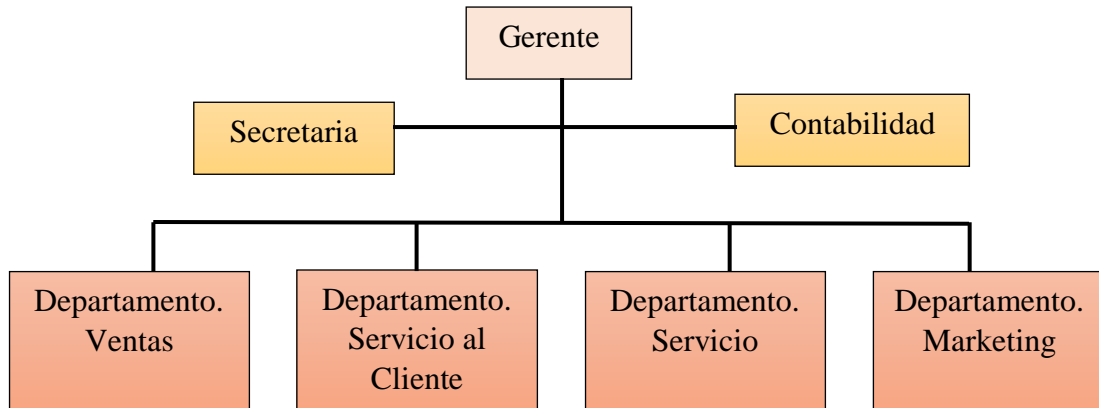 Gerente
Secretaria
Contabilidad
Departamento.
Ventas
Departamento.
Servicio al
Cliente
Departamento.
Servicio
Departamento.
Marketing